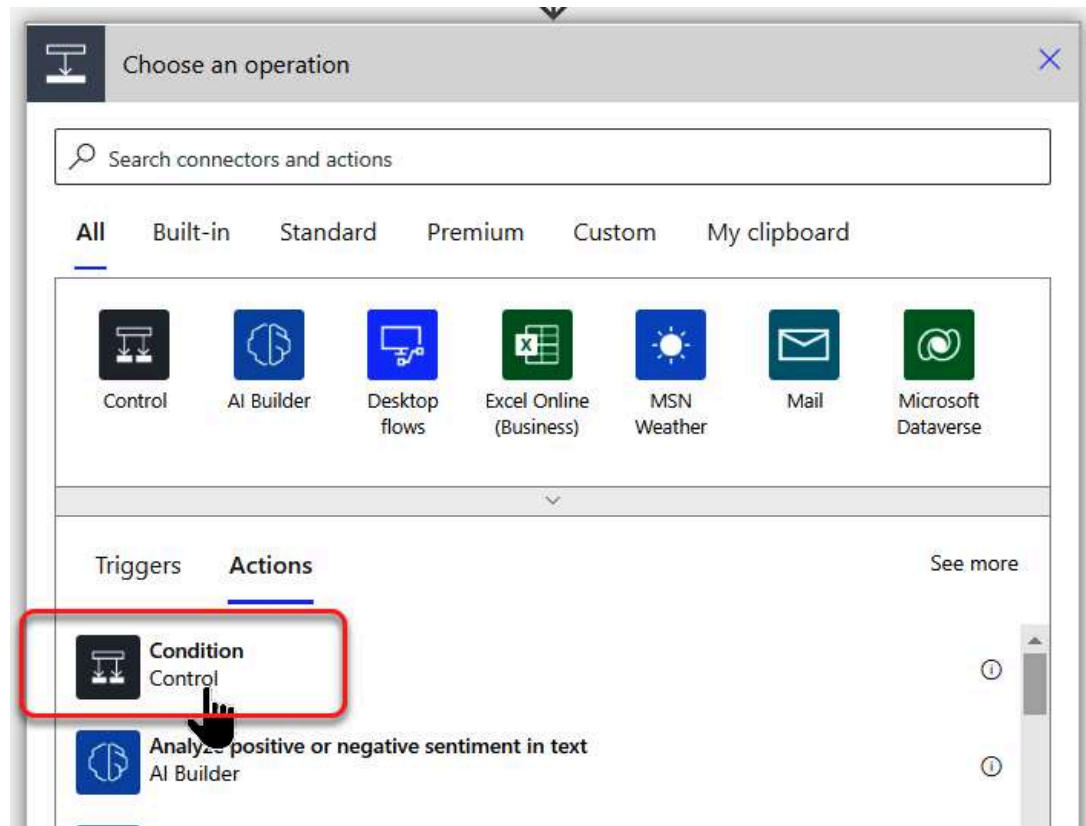 Choose an operation
Search connectors and actions
All Built-in Standard Premium Custom My clipboard
Control AI Builder Desktop flows Excel Online (Business) MSN Weather Mail Microsoft Dataverse
Triggers Actions See more
Condition
Control
Analyze positive or negative sentiment in text
AI Builder